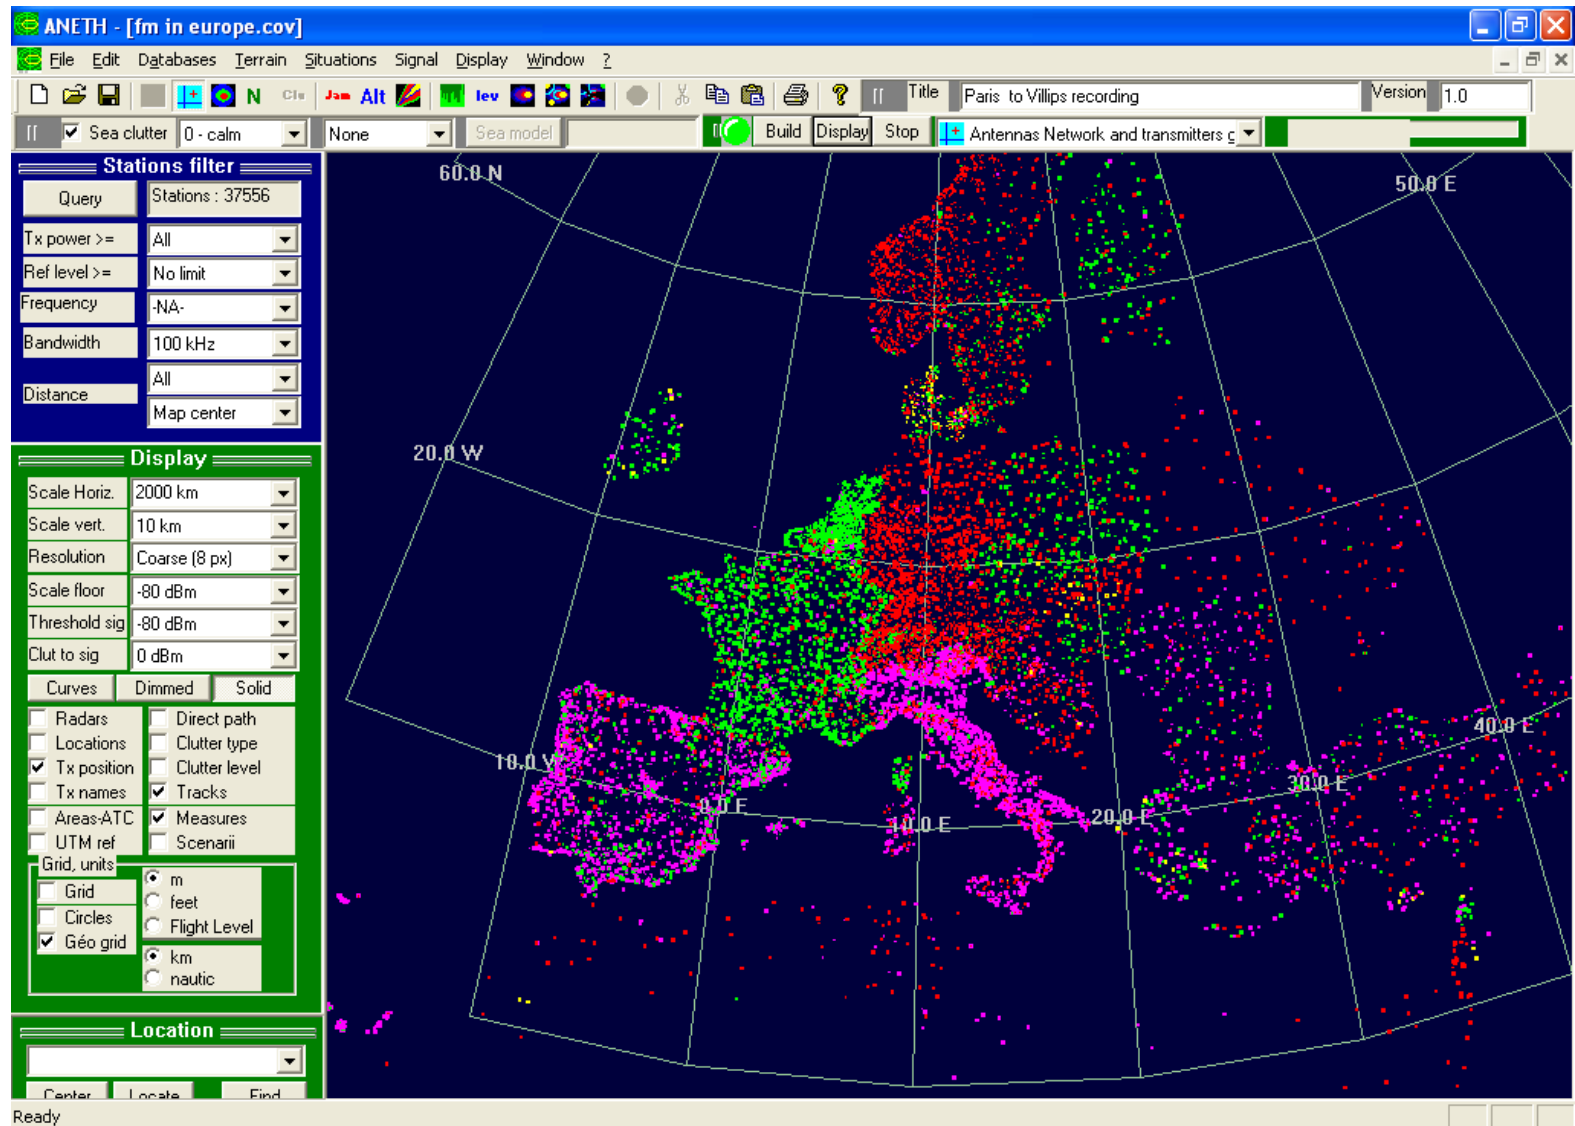 ANETH - [fm in europe.cov]
File Edit Databases Terrain Situations Signal Display Window ?
N Cls Jam Alt lev Title Paris to Villips recording Version 1.0
Sea clutter 0 - calm None Sea model Build Display Stop Antennas Network and transmitters g
Stations filter
Query Stations : 37556
Tx power >= All
Ref level >= No limit
Frequency -NA-
Bandwidth 100 kHz
Distance All
Map center
Display
Scale Horiz. 2000 km
Scale vert. 10 km
Resolution Coarse (8 px)
Scale floor -80 dBm
Threshold sig -80 dBm
Clut to sig 0 dBm
Curves Dimmed Solid
Radars Direct path
Locations Clutter type
Tx position Clutter level
Tx names Tracks
Areas-ATC Measures
UTM ref Scenarii
Grid, units
Grid m
feet
Circles Flight Level
Géo grid km
nautic
Location
Center Locate Find
Ready
60.0 N
50.0 E
20.0 W
40.0 E
10.0 W
30.0 E
0.0 E
20.0 E
10.0 E